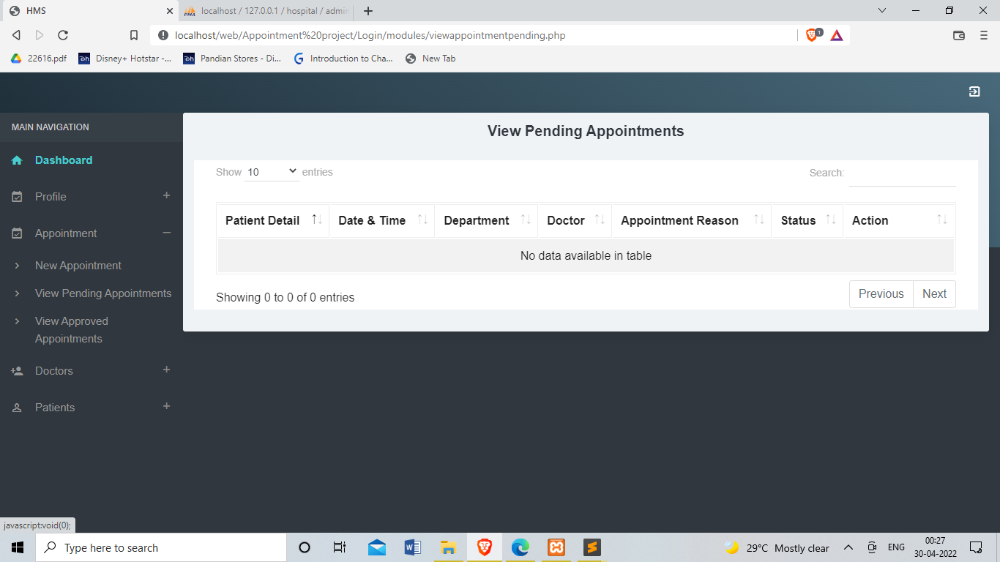 HMS
localhost / 127.0.0.1 / hospital / admin
localhost/web/Appointment%20project/Login/modules/viewappointmentpending.php
1
22616.pdf
Disney+ Hotstar -...
Pandian Stores - Di...
Introduction to Cha...
New Tab
MAIN NAVIGATION
Dashboard
Profile
Appointment
New Appointment
View Pending Appointments
View Approved
Appointments
Doctors
Patients
View Pending Appointments
Show 10 entries
Search:
Patient Detail Date & Time Department Doctor Appointment Reason Status Action
No data available in table
Showing 0 to 0 of 0 entries
Previous Next
javascript:void(0);
Type here to search
29°C Mostly clear
ENG
00:27
30-04-2022